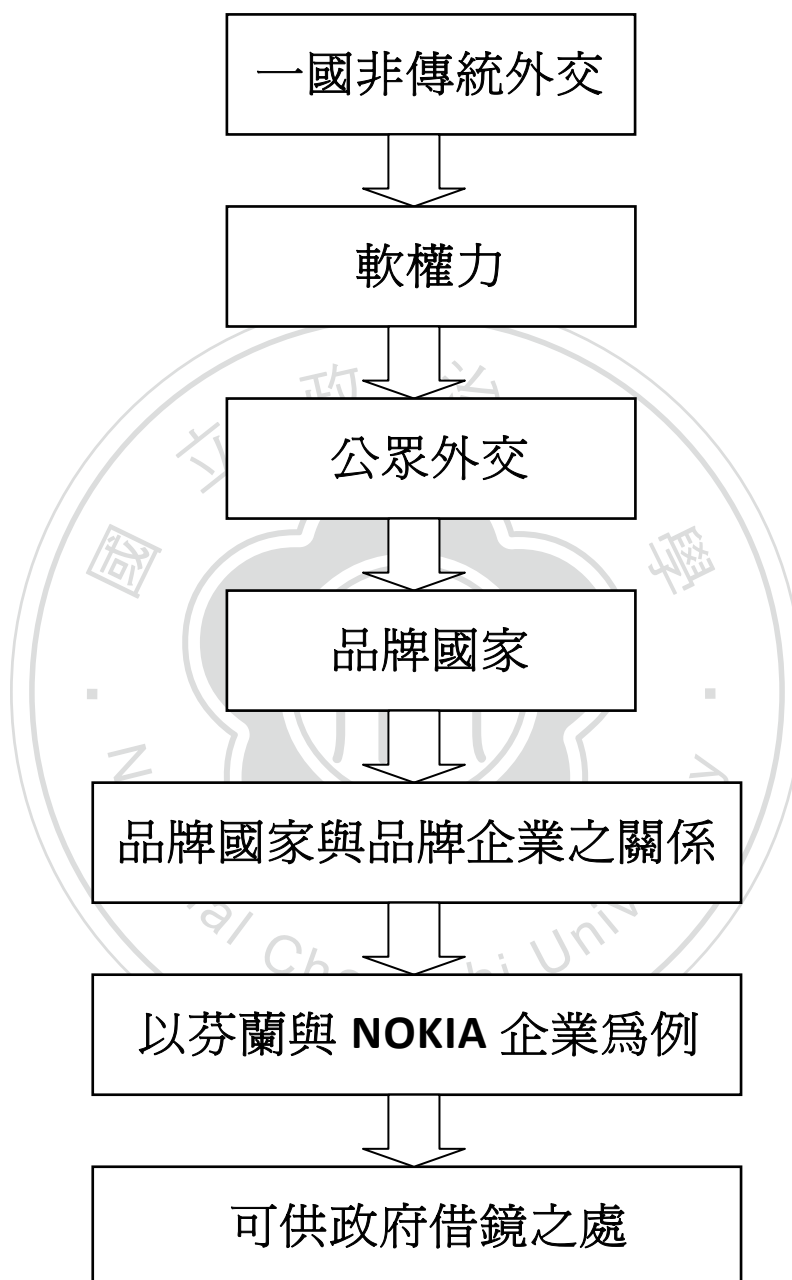 一國非傳統外交
軟權力
公眾外交
品牌國家
品牌國家與品牌企業之關係
以芬蘭與 NOKIA 企業為例
可供政府借鏡之處